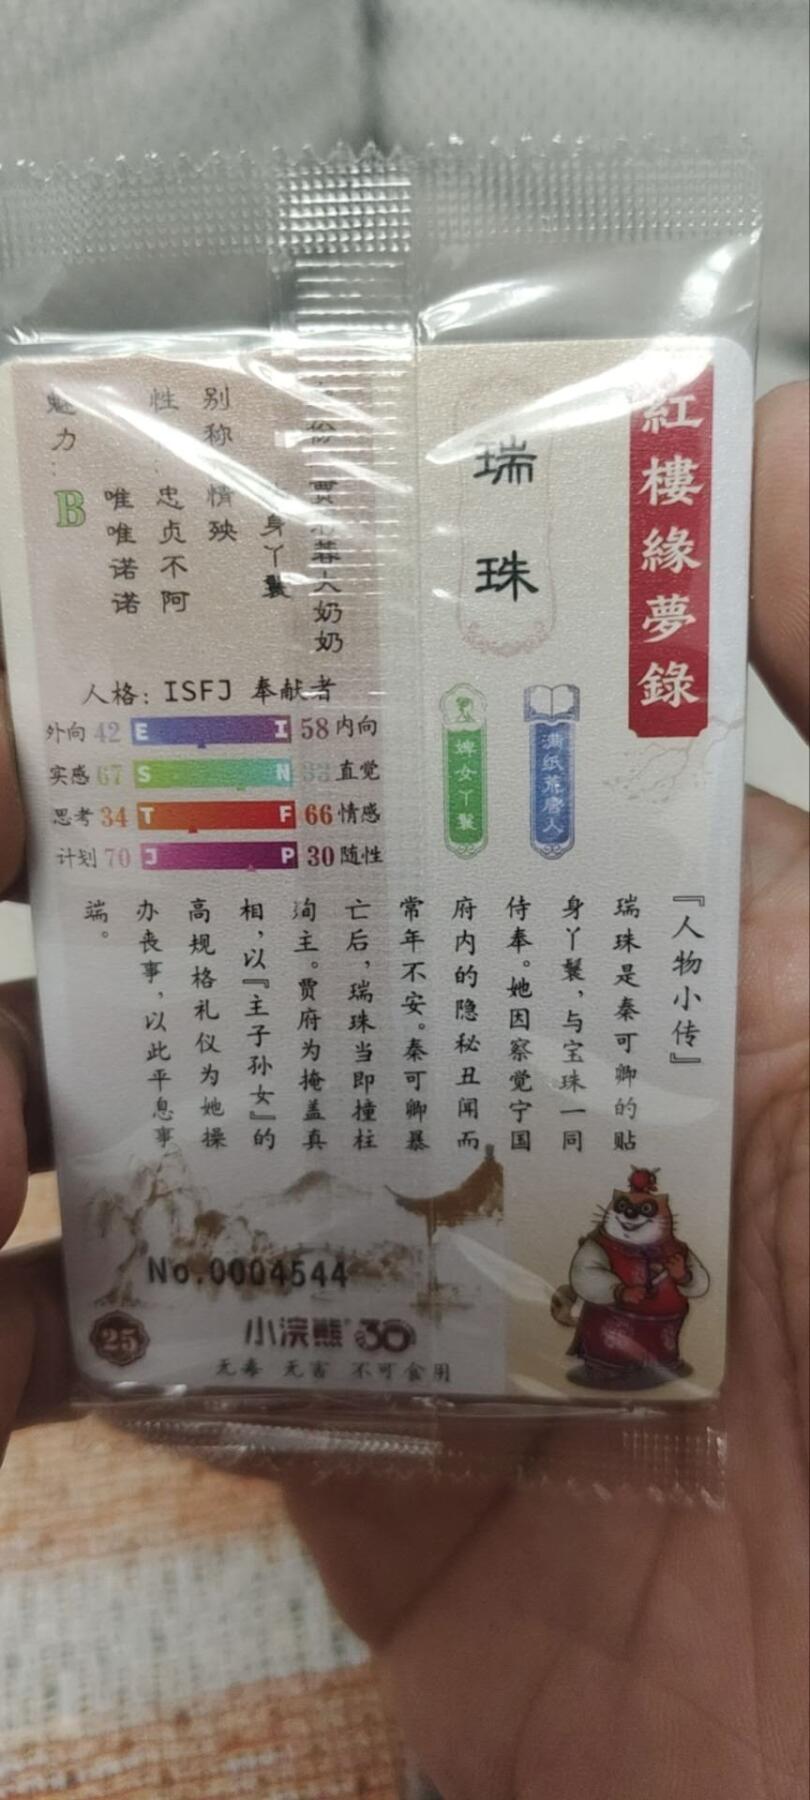 紅樓緣夢錄
瑞珠
满纸荒唐人
婢女丫鬟
份
大奶奶
身丫鬟
别称
情殃
性
忠贞不阿
唯唯诺诺
魅力:
B
人格: ISFJ 奉献者
外向 42 E I 58 内向
实感 67 S N 33 直觉
思考 34 T F 66 情感
计划 70 J P 30 随性
『人物小传』
瑞珠是秦可卿的贴
身丫鬟,与宝珠一同
侍奉。她因察觉宁国
府内的隐秘丑闻而
常年不安。秦可卿暴
亡后,瑞珠当即撞柱
殉主。贾府为掩盖真
相,以『主子孙女』的
高规格礼仪为她操
办丧事,以此平息事
端。
No.0004544
25
小浣熊 30
无毒 无害 不可食用